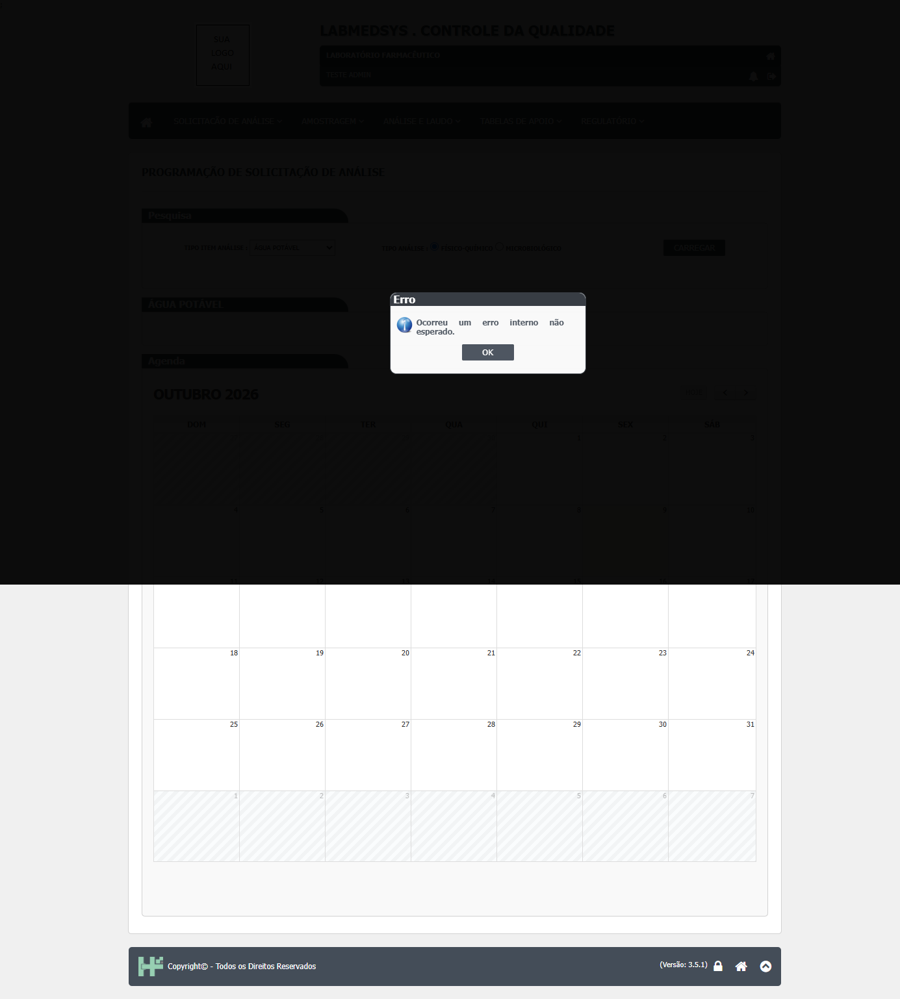 SUA
LOGO
AQUI
LABMEDSYS . CONTROLE DA QUALIDADE
LABORATÓRIO FARMACÊUTICO
TESTE ADMIN
SOLICITAÇÃO DE ANÁLISE
AMOSTRAGEM
ANÁLISE E LAUDO
TABELAS DE APOIO
REGULATÓRIO
PROGRAMAÇÃO DE SOLICITAÇÃO DE ANÁLISE
Pesquisa
TIPO ITEM ANÁLISE : ÁGUA POTÁVEL
TIPO ANÁLISE : FÍSICO-QUÍMICO MICROBIOLÓGICO
CARREGAR
ÁGUA POTÁVEL
Erro
Ocorreu um erro interno não
esperado.
OK
Agenda
OUTUBRO 2026
HOJE
DOM SEG TER QUA QUI SEX SÁB
1 2 3
4 5 6 7 8 9 10
11 12 13 14 15 16 17
18 19 20 21 22 23 24
25 26 27 28 29 30 31
1 2 3 4 5 6 7
Copyright© - Todos os Direitos Reservados
(Versão: 3.5.1)